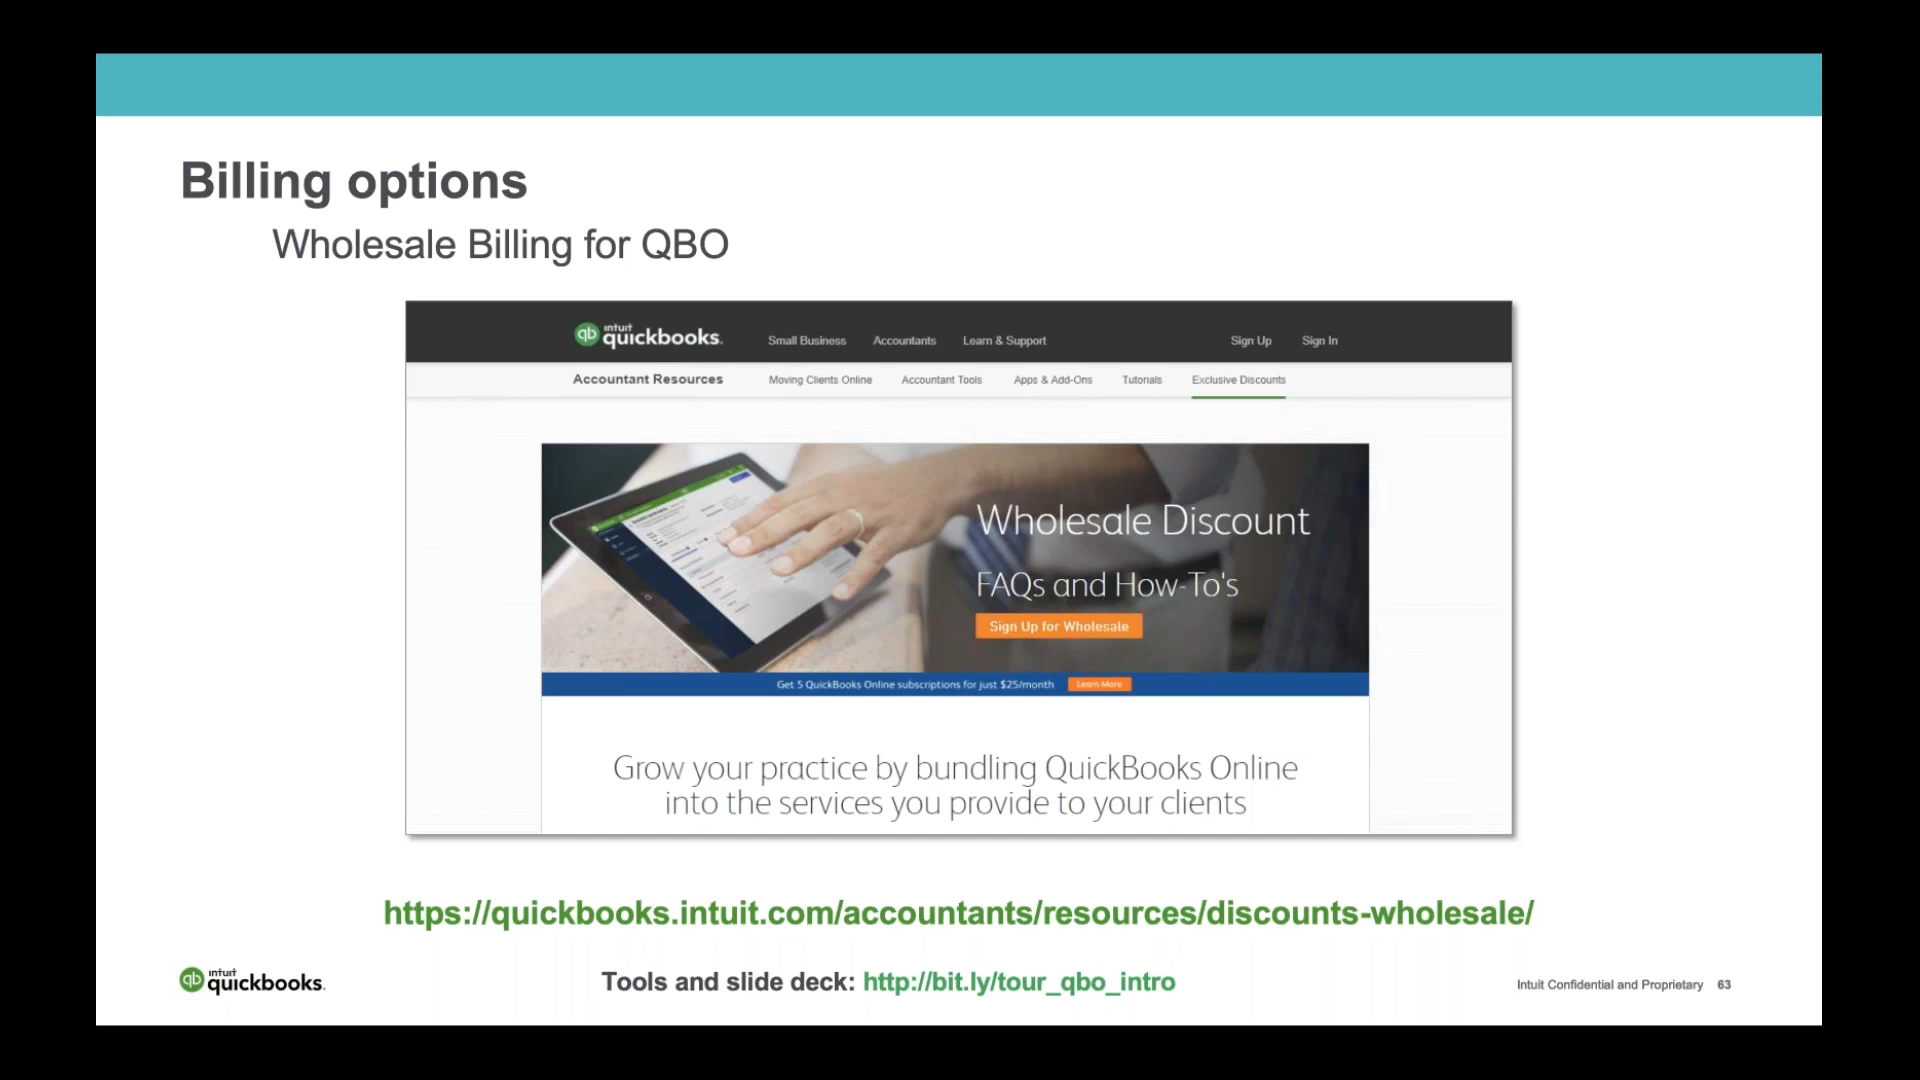 Billing options
Wholesale Billing for QBO
qb intuit quickbooks. Small Business Accountants Learn & Support Sign Up Sign In
Accountant Resources Moving Clients Online Accountant Tools Apps & Add-Ons Tutorials Exclusive Discounts
Wholesale Discount
FAQs and How-To's
Sign Up for Wholesale
Get 5 QuickBooks Online subscriptions for just $25/month Learn More
Grow your practice by bundling QuickBooks Online
into the services you provide to your clients
https://quickbooks.intuit.com/accountants/resources/discounts-wholesale/
qb intuit quickbooks. Tools and slide deck: http://bit.ly/tour_qbo_intro Intuit Confidential and Proprietary 63